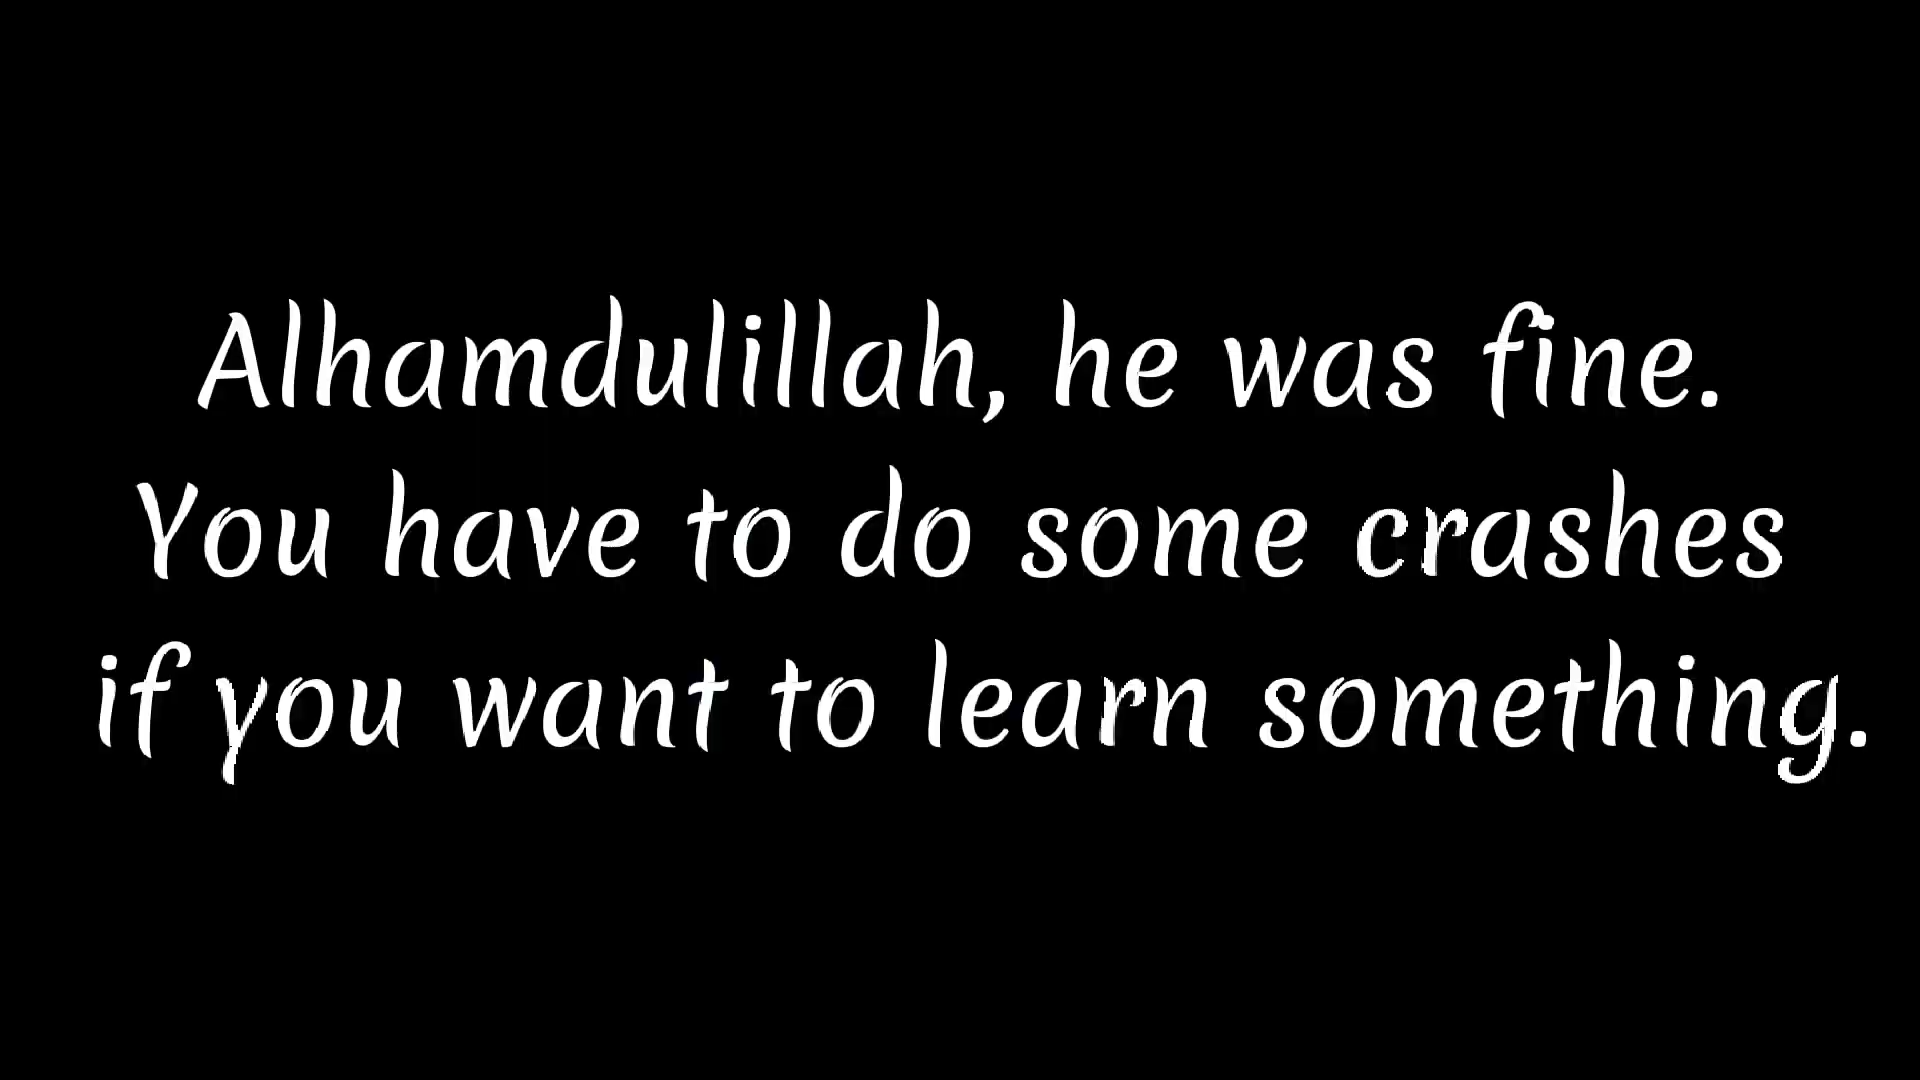 Alhamdulillah, he was fine.
You have to do some crashes
if you want to learn something.